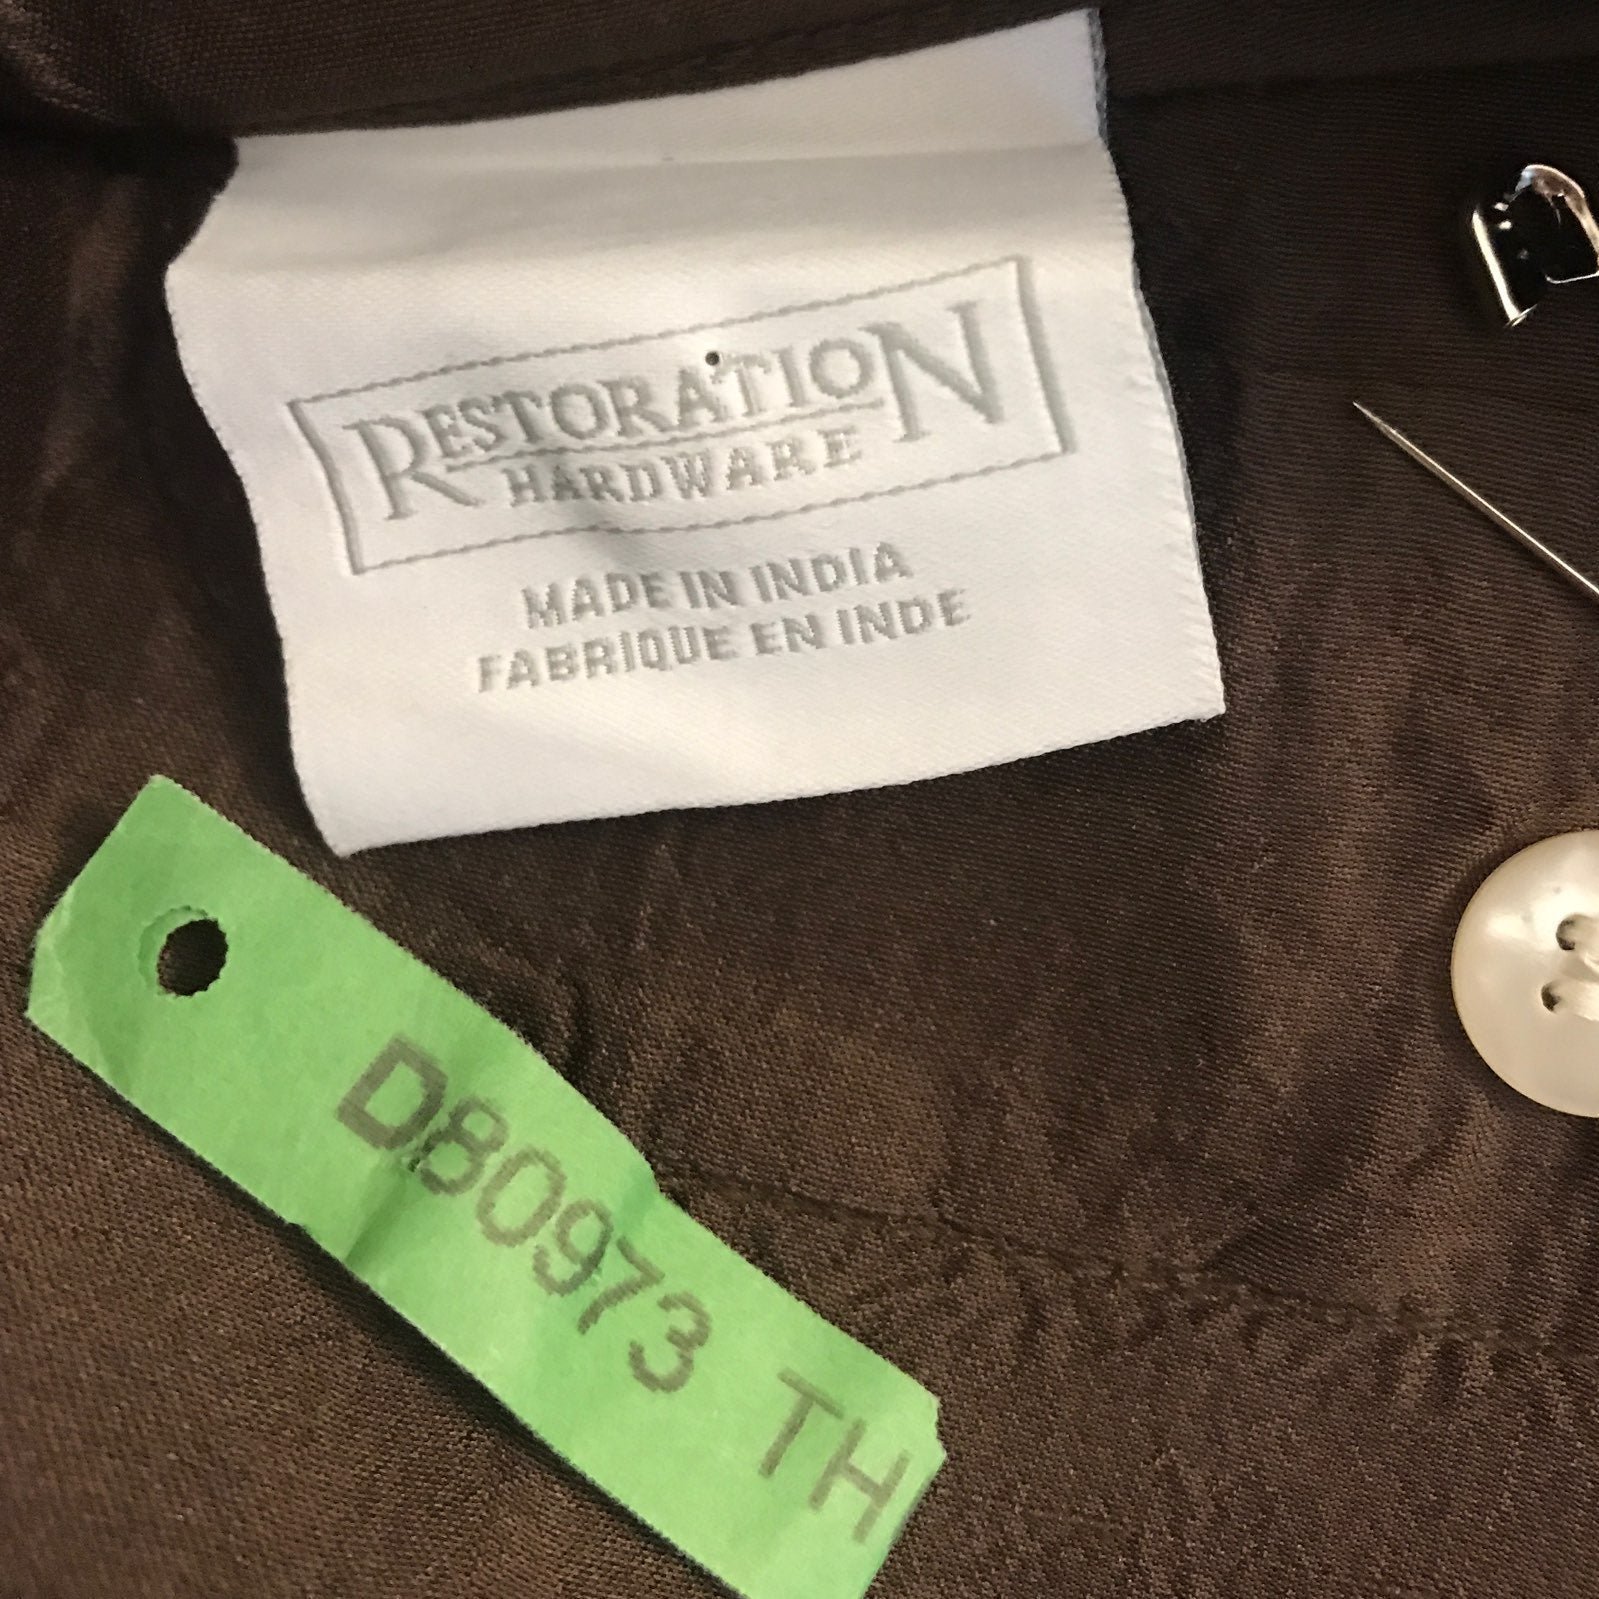 RESTORATION
HARDWARE
MADE IN INDIA
FABRIQUE EN INDE
D80973 TH